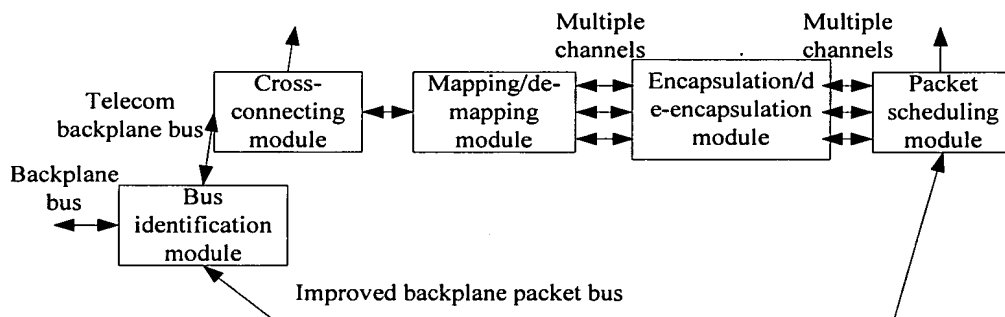 Multiple
channels
Multiple
channels
Telecom
backplane bus
Cross-
connecting
module
Mapping/de-
mapping
module
Encapsulation/d
e-encapsulation
module
Packet
scheduling
module
Backplane
bus
Bus
identification
module
Improved backplane packet bus